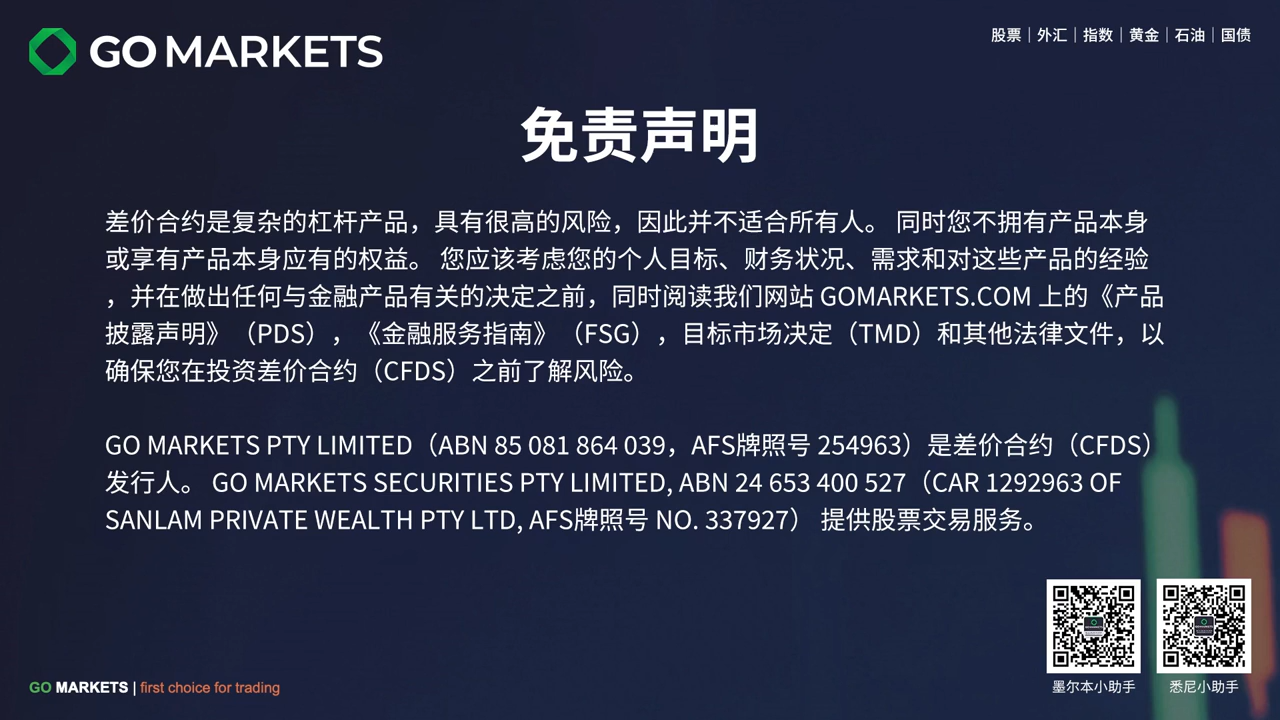 GO MARKETS
股票｜外汇｜指数｜黄金｜石油｜国债
免责声明
差价合约是复杂的杠杆产品，具有很高的风险，因此并不适合所有人。 同时您不拥有产品本身
或享有产品本身应有的权益。 您应该考虑您的个人目标、财务状况、需求和对这些产品的经验
，并在做出任何与金融产品有关的决定之前，同时阅读我们网站 GOMARKETS.COM 上的《产品
披露声明》（PDS），《金融服务指南》（FSG），目标市场决定（TMD）和其他法律文件，以
确保您在投资差价合约（CFDS）之前了解风险。
GO MARKETS PTY LIMITED（ABN 85 081 864 039，AFS牌照号 254963）是差价合约（CFDS）
发行人。 GO MARKETS SECURITIES PTY LIMITED, ABN 24 653 400 527（CAR 1292963 OF
SANLAM PRIVATE WEALTH PTY LTD, AFS牌照号 NO. 337927） 提供股票交易服务。
GO MARKETS | first choice for trading
墨尔本小助手
悉尼小助手